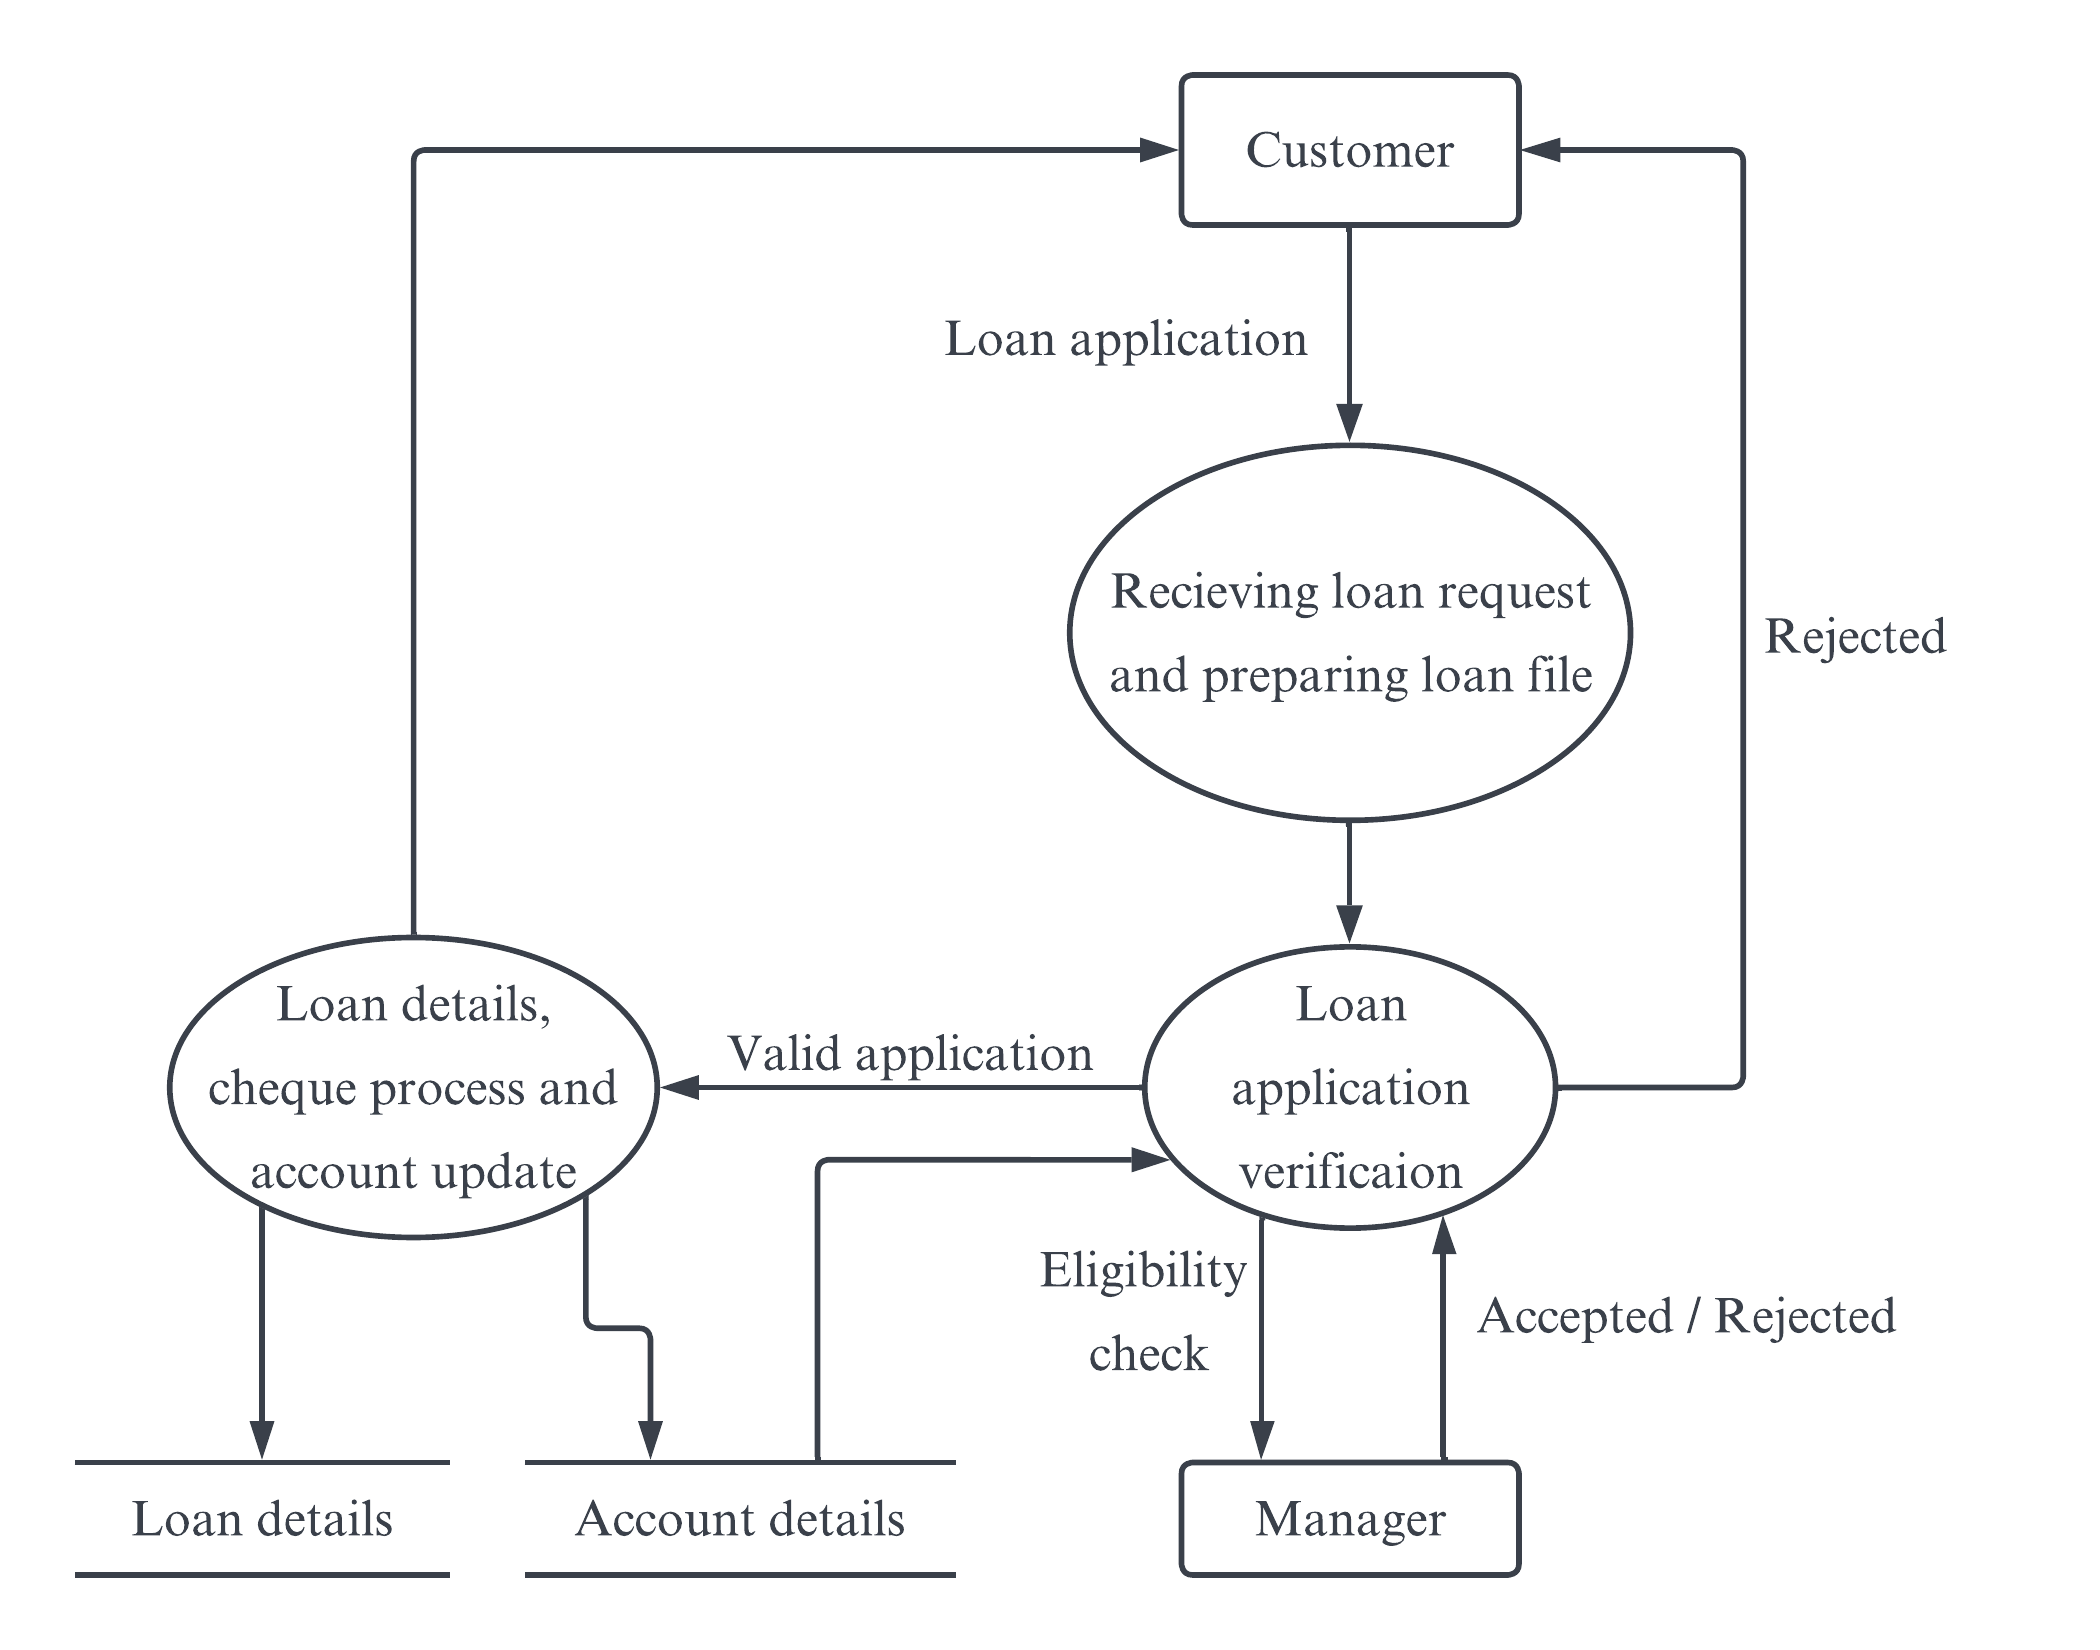 Customer
Loan application
Recieving loan request
and preparing loan file
Rejected
Loan details,
cheque process and
account update
Valid application
Loan
application
verificaion
Eligibility
check
Accepted / Rejected
Loan details
Account details
Manager